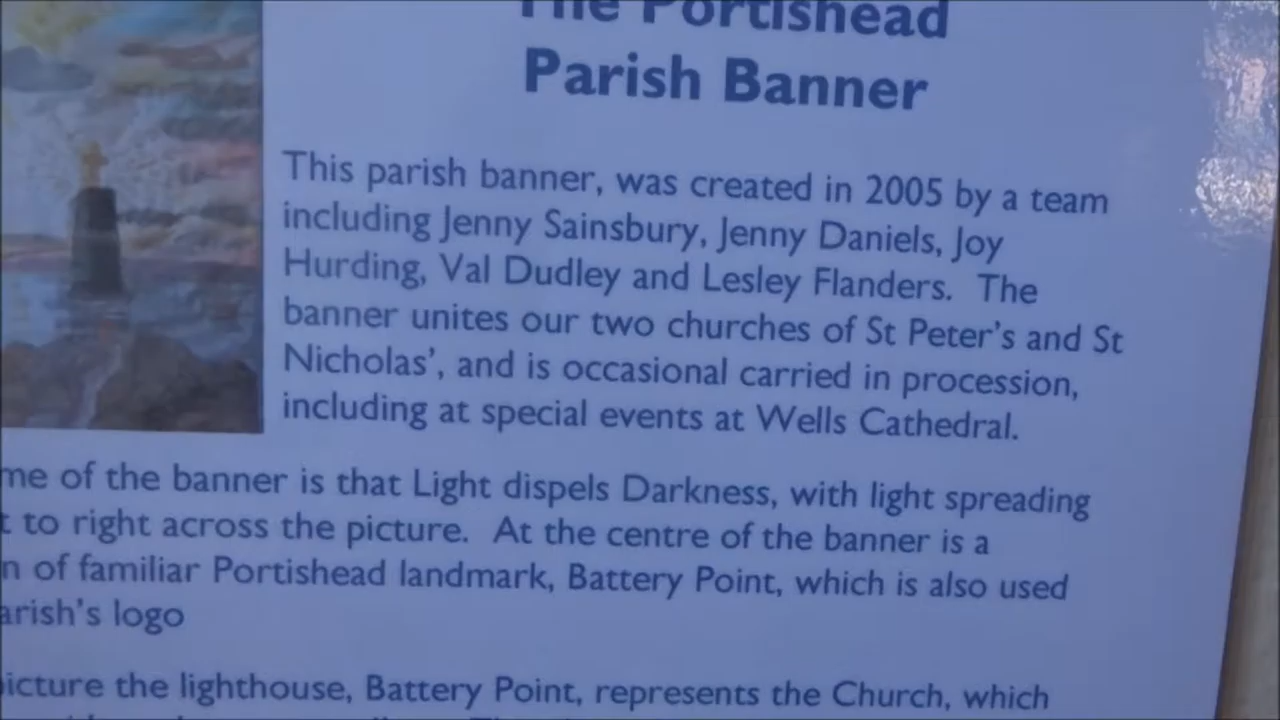 The Portishead
Parish Banner
This parish banner, was created in 2005 by a team
including Jenny Sainsbury, Jenny Daniels, Joy
Hurding, Val Dudley and Lesley Flanders. The
banner unites our two churches of St Peter's and St
Nicholas', and is occasional carried in procession,
including at special events at Wells Cathedral.
me of the banner is that Light dispels Darkness, with light spreading
t to right across the picture. At the centre of the banner is a
n of familiar Portishead landmark, Battery Point, which is also used
arish's logo
picture the lighthouse, Battery Point, represents the Church, which